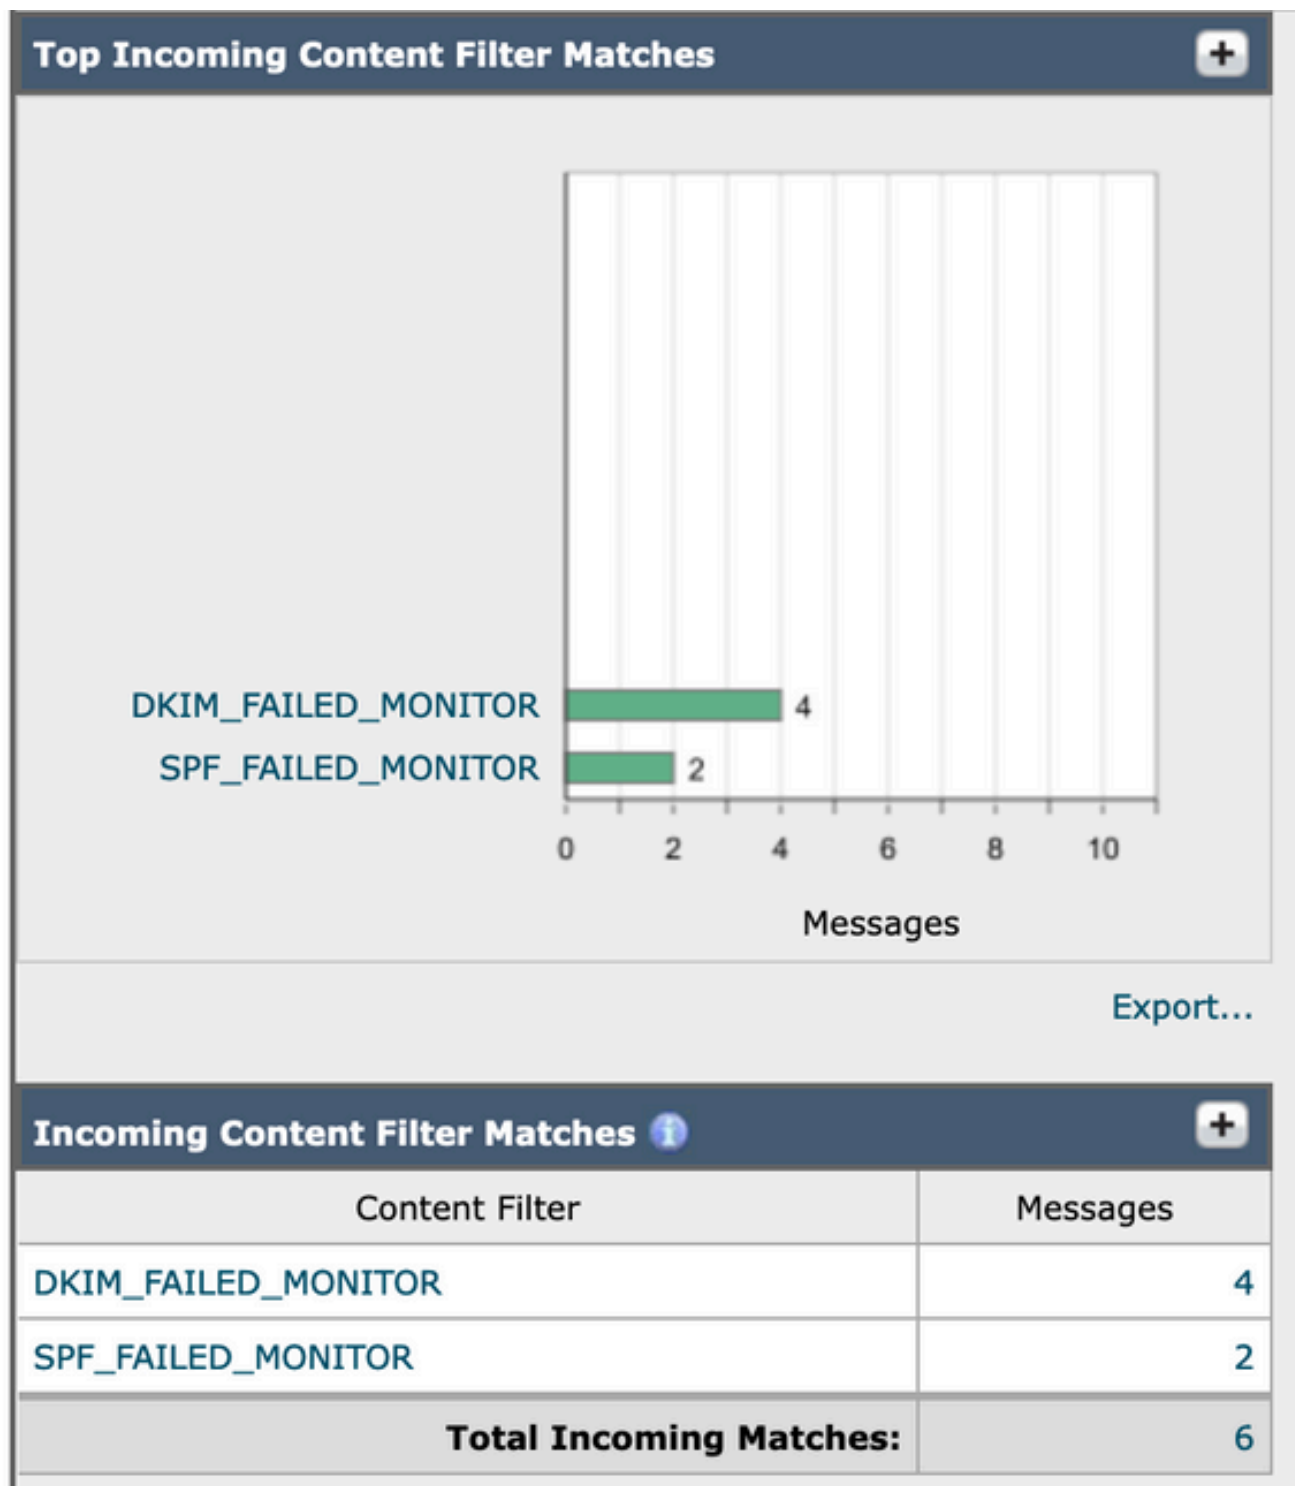 Top Incoming Content Filter Matches
DKIM_FAILED_MONITOR 4
SPF_FAILED_MONITOR 2
0 2 4 6 8 10
Messages
Export...
Incoming Content Filter Matches
Content Filter Messages
DKIM_FAILED_MONITOR 4
SPF_FAILED_MONITOR 2
Total Incoming Matches: 6